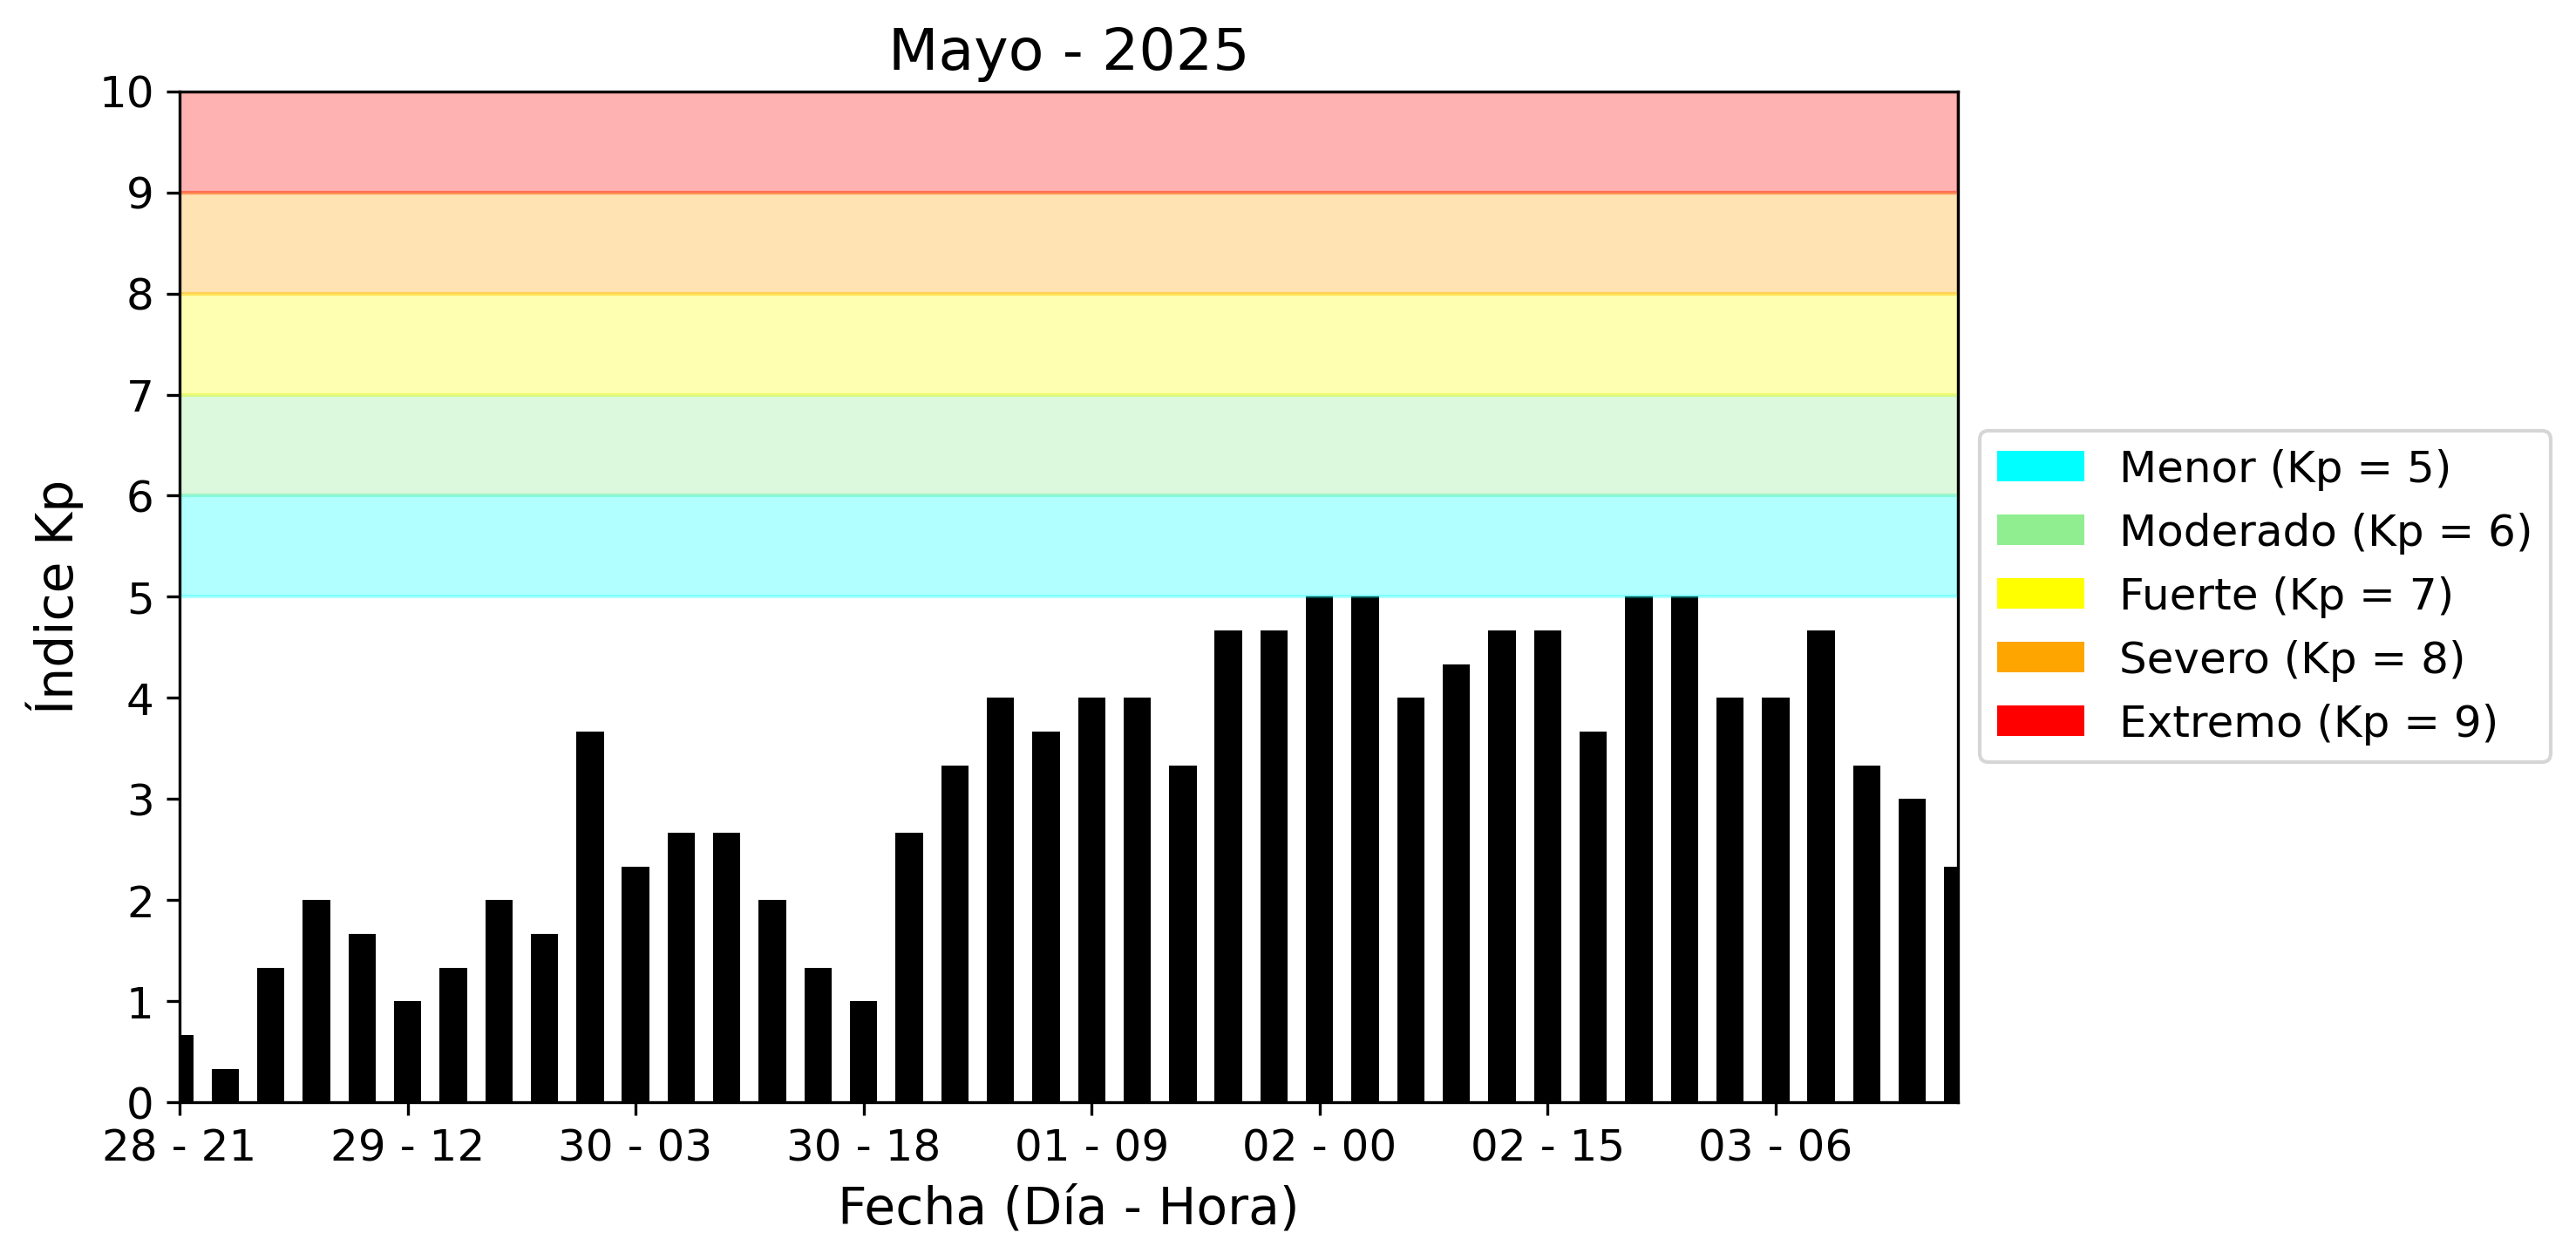 Mayo - 2025
10
9
8
7
6
5
4
3
2
1
0
Índice Kp
28 - 21
29 - 12
30 - 03
30 - 18
01 - 09
02 - 00
02 - 15
03 - 06
Fecha (Día - Hora)
Menor (Kp = 5)
Moderado (Kp = 6)
Fuerte (Kp = 7)
Severo (Kp = 8)
Extremo (Kp = 9)